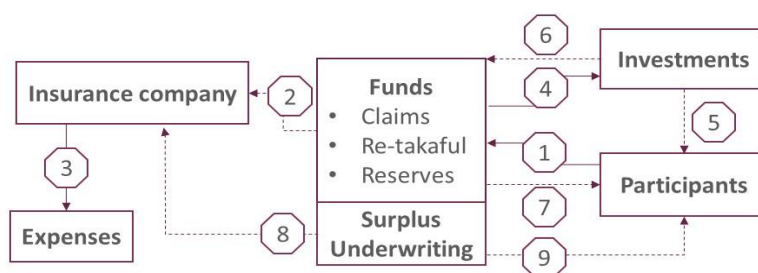 6
Investments
Funds
Insurance company
2
4
• Claims
5
• Re-takaful
1
3
• Reserves
Participants
7
Surplus
Expenses
8
Underwriting
9